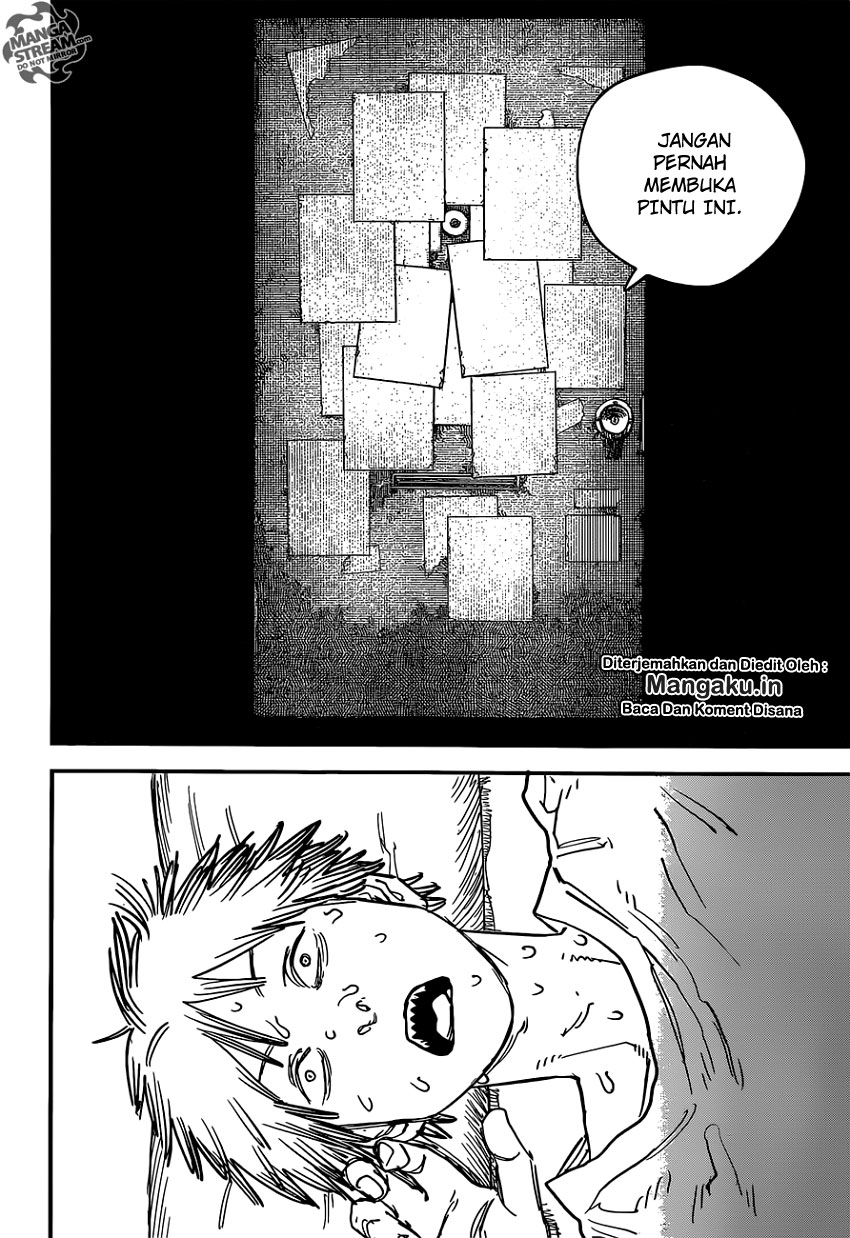 MANGA
STREAM.com
DO NOT MIRROR
JANGAN
PERNAH
MEMBUKA
PINTU INI.
Diterjemahkan dan Diedit Oleh :
Mangaku.in
Baca Dan Koment Disana